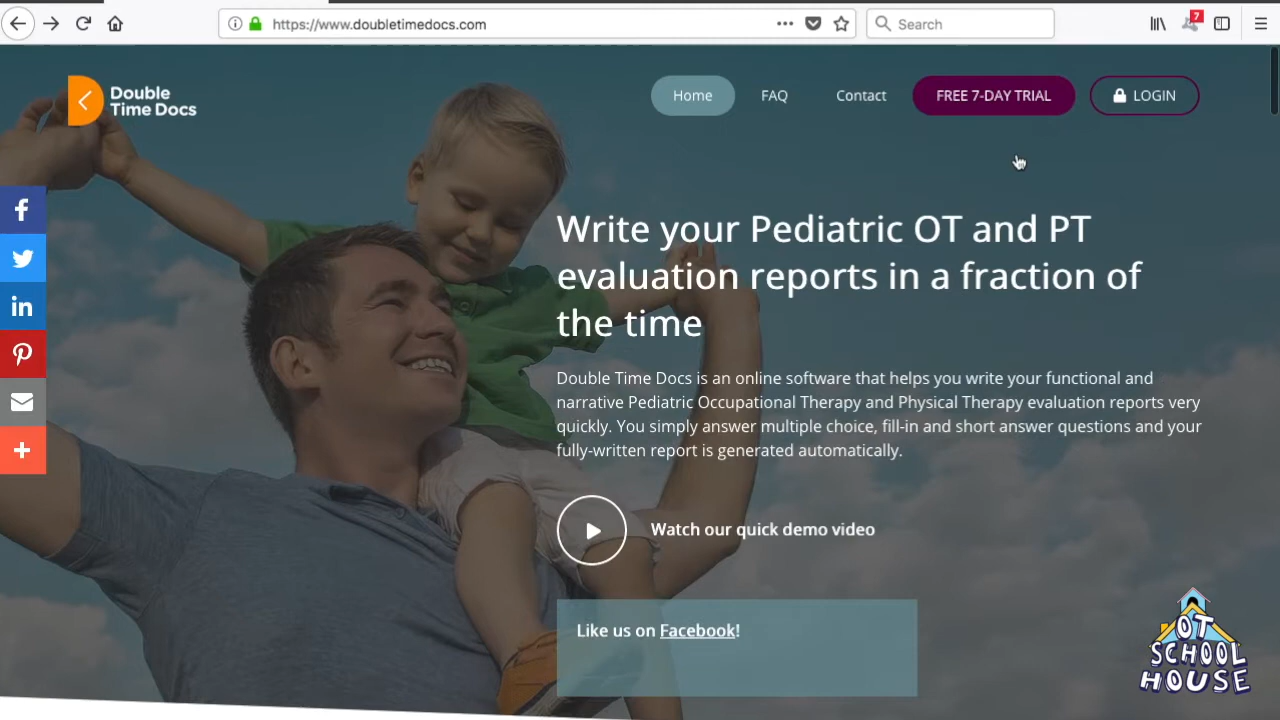 https://www.doubletimedocs.com
Search
7
Double
Time Docs
Home
FAQ
Contact
FREE 7-DAY TRIAL
LOGIN
Write your Pediatric OT and PT
evaluation reports in a fraction of
the time
Double Time Docs is an online software that helps you write your functional and
narrative Pediatric Occupational Therapy and Physical Therapy evaluation reports very
quickly. You simply answer multiple choice, fill-in and short answer questions and your
fully-written report is generated automatically.
Watch our quick demo video
Like us on Facebook!
OT
SCHOOL
HOUSE